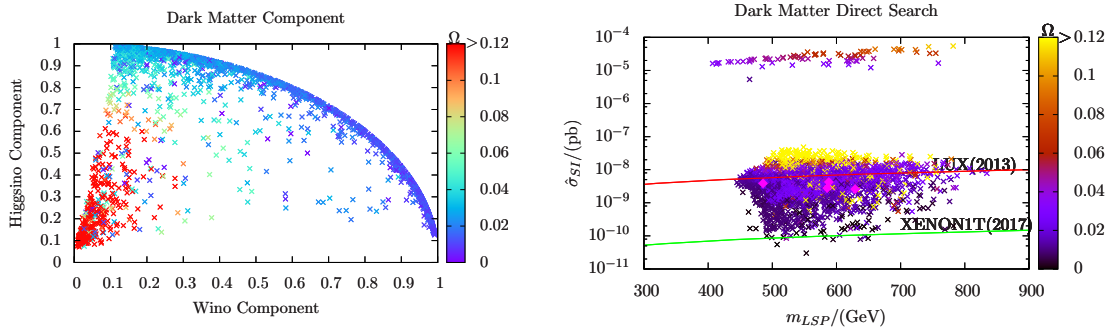 Dark Matter Component
Ω
>
0.12
0.1
0.08
0.06
0.04
0.02
0
Higgsino Component
1
0.9
0.8
0.7
0.6
0.5
0.4
0.3
0.2
0.1
0
0 0.1 0.2 0.3 0.4 0.5 0.6 0.7 0.8 0.9 1
Wino Component
Dark Matter Direct Search
Ω
>
0.12
0.1
0.08
0.06
0.04
0.02
0
σ̂_SI/(pb)
10⁻⁴
10⁻⁵
10⁻⁶
10⁻⁷
10⁻⁸
10⁻⁹
10⁻¹⁰
10⁻¹¹
LUX(2013)
XENON1T(2017)
300 400 500 600 700 800 900
m_LSP/(GeV)